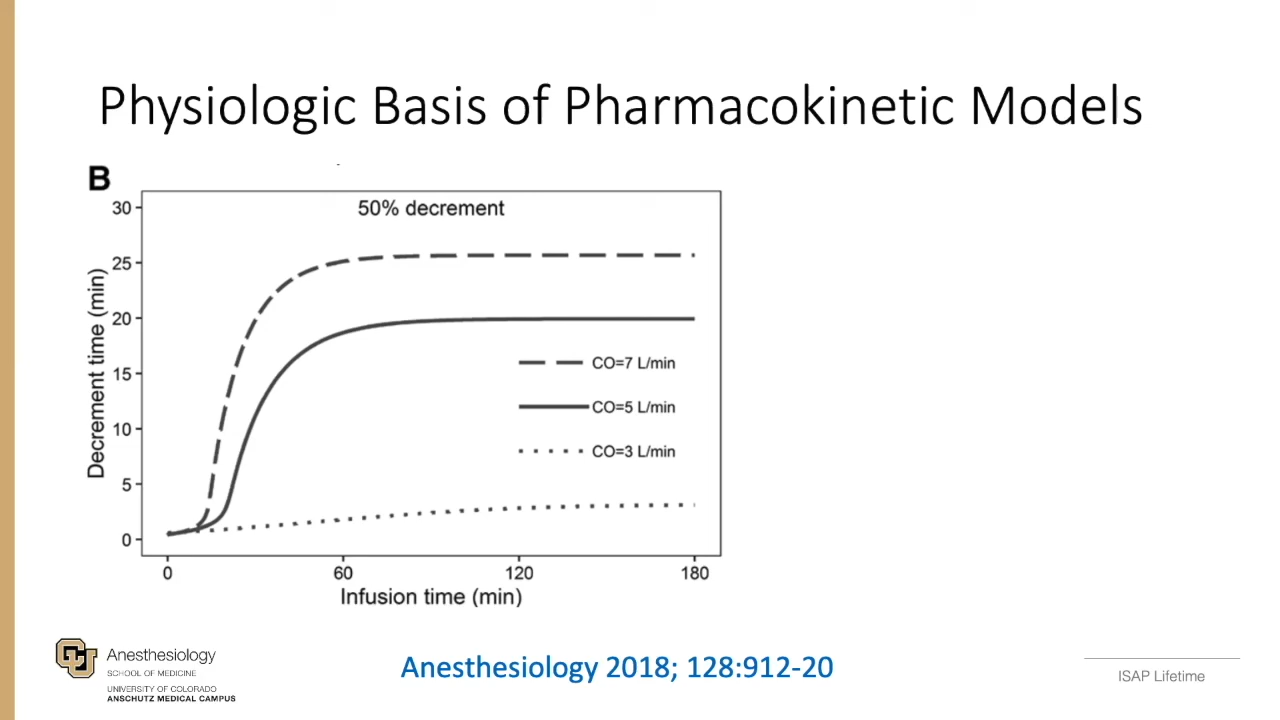 Physiologic Basis of Pharmacokinetic Models
B
50% decrement
30
25
20
15
10
5
0
Decrement time (min)
CO=7 L/min
CO=5 L/min
CO=3 L/min
0 60 120 180
Infusion time (min)
CU Anesthesiology
SCHOOL OF MEDICINE
UNIVERSITY OF COLORADO
ANSCHUTZ MEDICAL CAMPUS
Anesthesiology 2018; 128:912-20
ISAP Lifetime